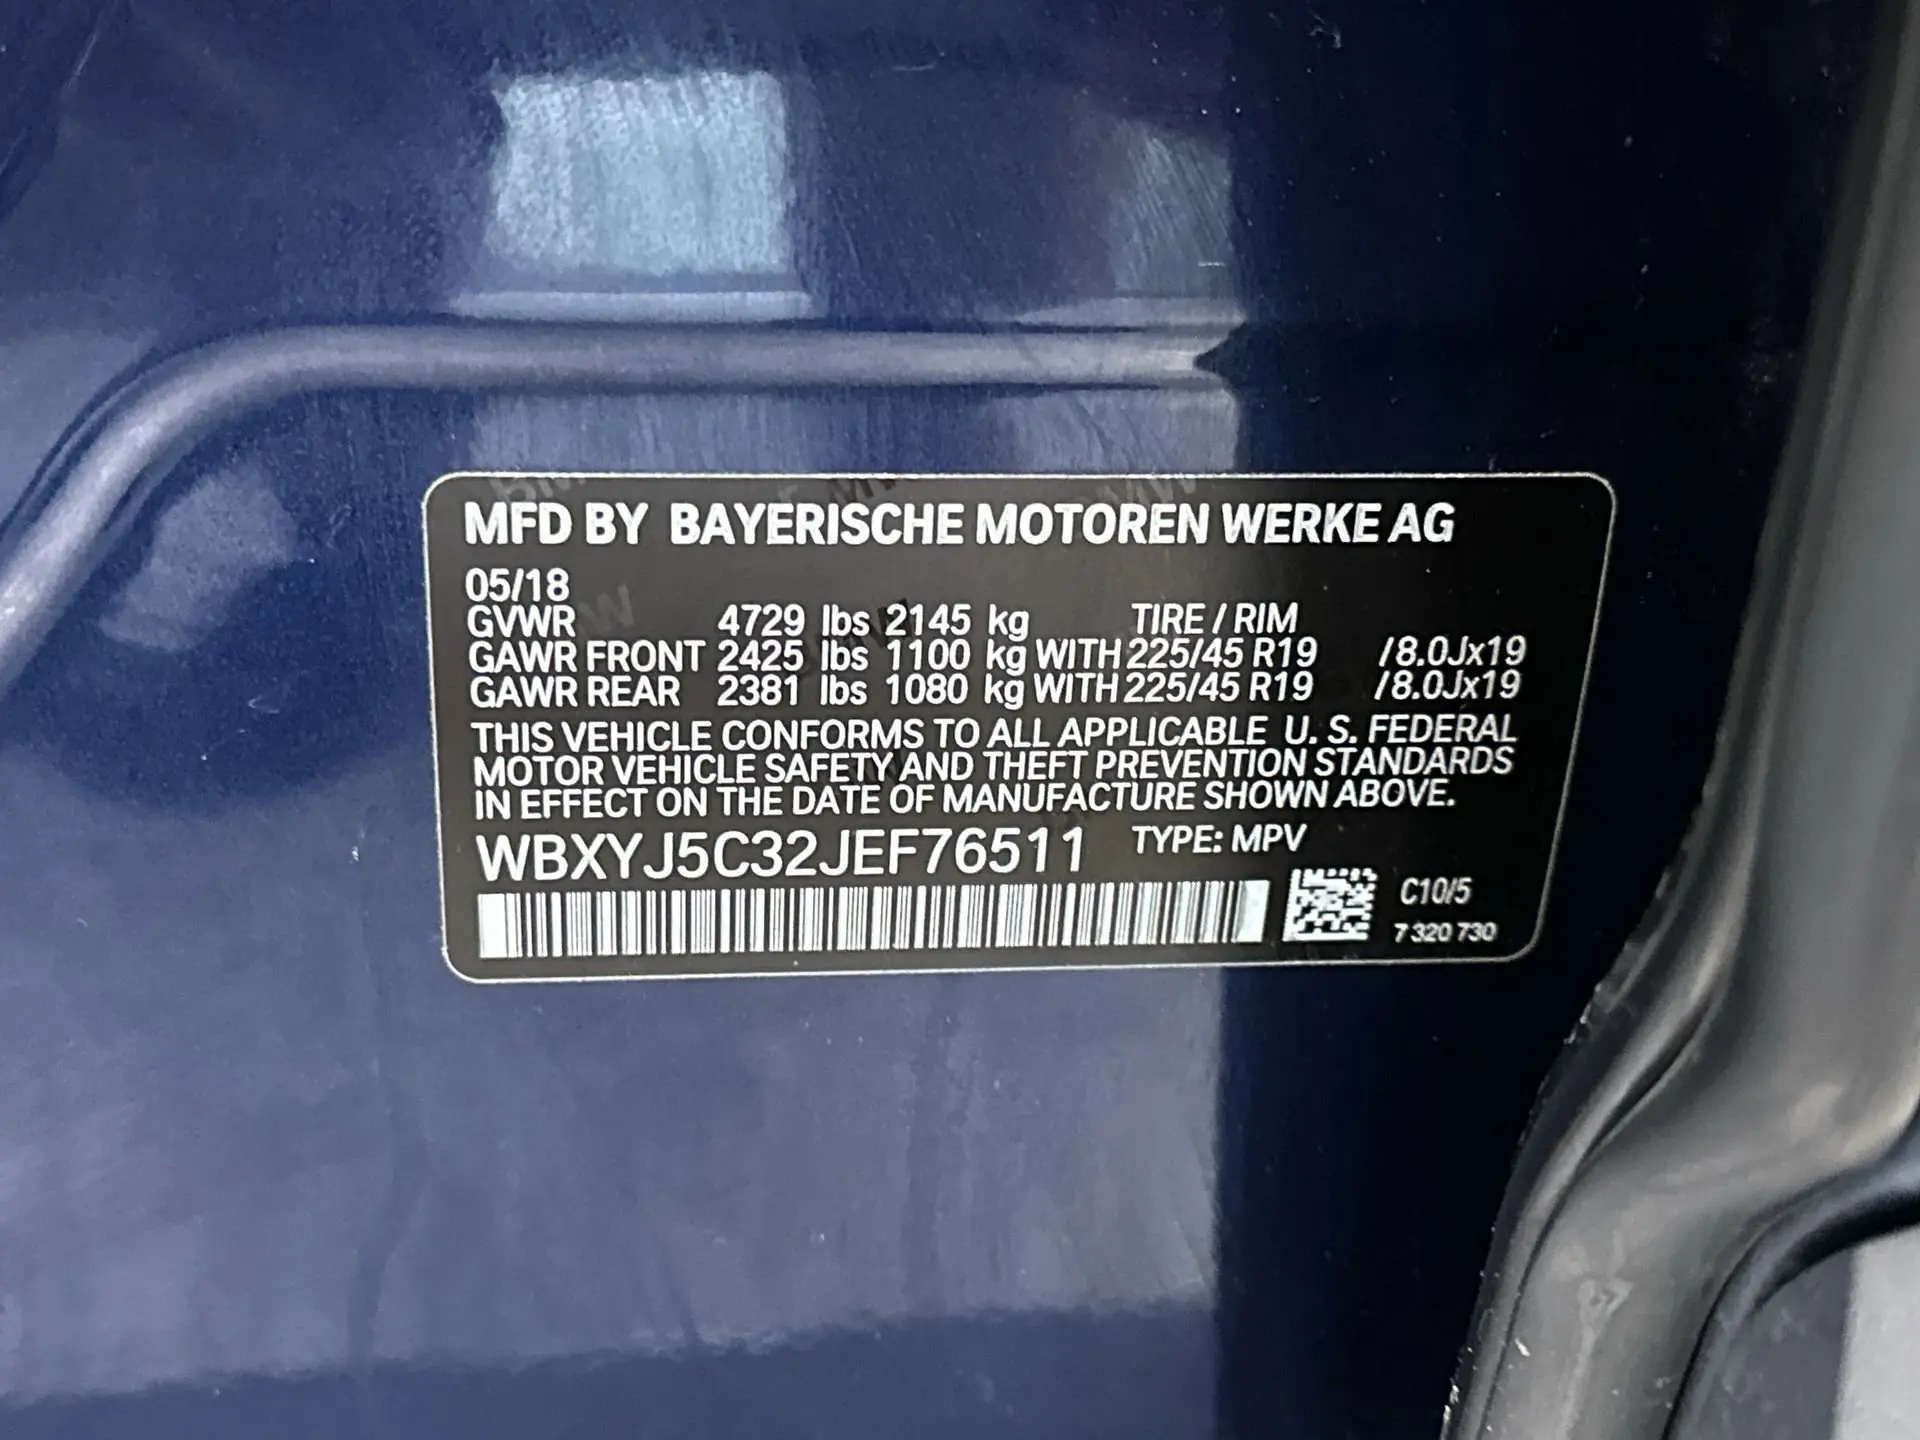 MFD BY BAYERISCHE MOTOREN WERKE AG
05/18
GVWR 4729 lbs 2145 kg TIRE / RIM
GAWR FRONT 2425 lbs 1100 kg WITH 225/45 R19 /8.0Jx19
GAWR REAR 2381 lbs 1080 kg WITH 225/45 R19 /8.0Jx19
THIS VEHICLE CONFORMS TO ALL APPLICABLE U. S. FEDERAL
MOTOR VEHICLE SAFETY AND THEFT PREVENTION STANDARDS
IN EFFECT ON THE DATE OF MANUFACTURE SHOWN ABOVE.
WBXYJ5C32JEF76511 TYPE: MPV
C10/5
7 320 730